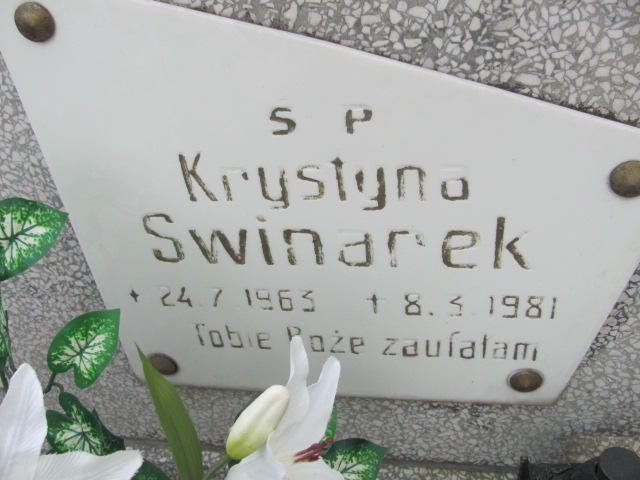 S P
Krystyna
Swinarek
* 24.7.1963 † 8.3.1981
Tobie Boże zaufałam